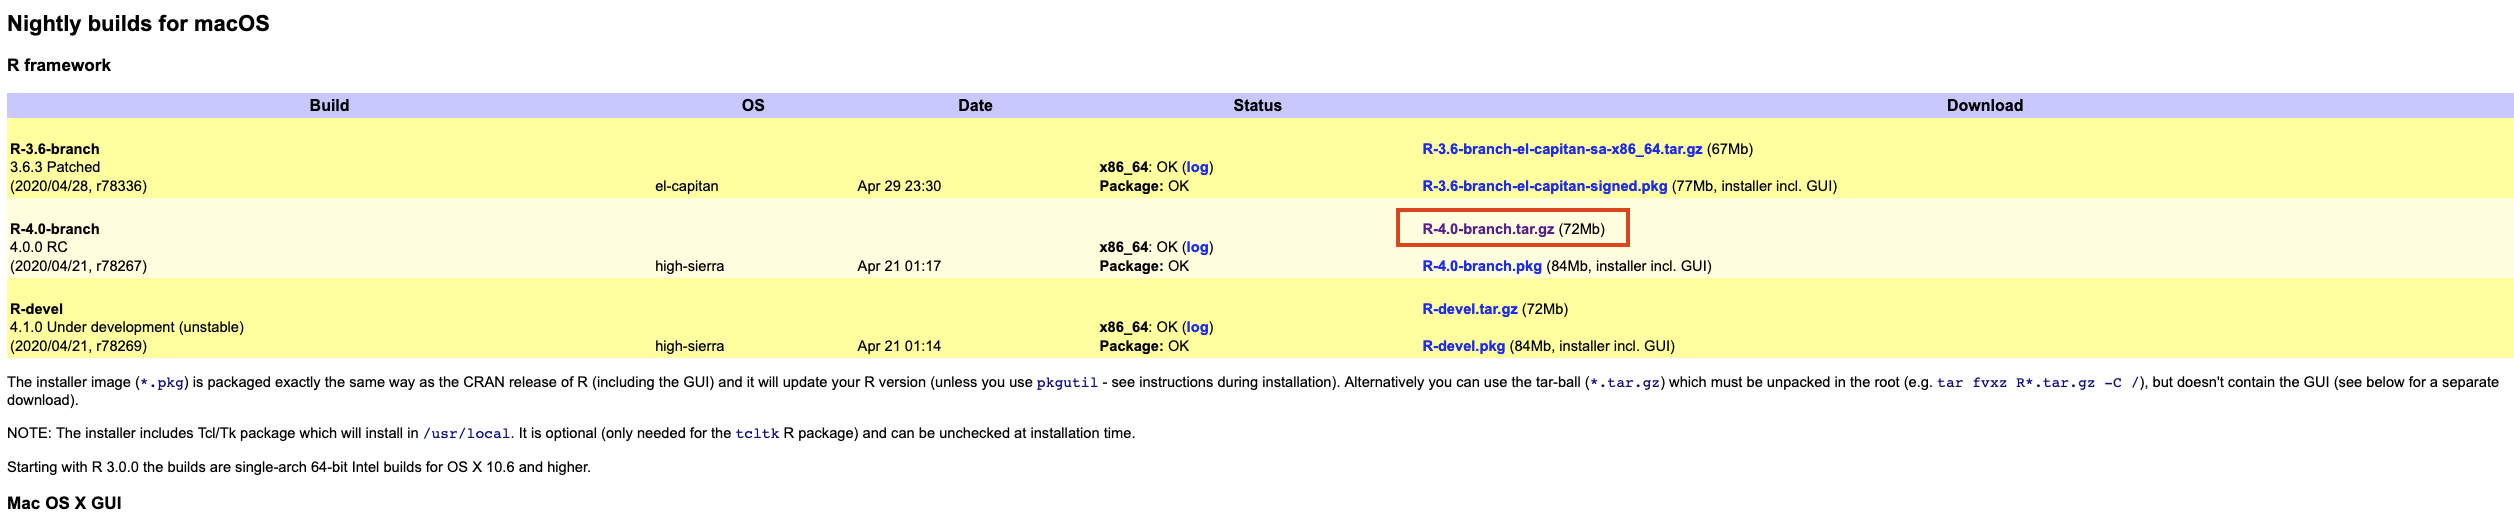 Nightly builds for macOS
R framework
Build OS Date Status Download
R-3.6-branch R-3.6-branch-el-capitan-sa-x86_64.tar.gz (67Mb)
3.6.3 Patched x86_64: OK (log)
(2020/04/28, r78336) el-capitan Apr 29 23:30 Package: OK R-3.6-branch-el-capitan-signed.pkg (77Mb, installer incl. GUI)
R-4.0-branch R-4.0-branch.tar.gz (72Mb)
4.0.0 RC x86_64: OK (log)
(2020/04/21, r78267) high-sierra Apr 21 01:17 Package: OK R-4.0-branch.pkg (84Mb, installer incl. GUI)
R-devel R-devel.tar.gz (72Mb)
4.1.0 Under development (unstable) x86_64: OK (log)
(2020/04/21, r78269) high-sierra Apr 21 01:14 Package: OK R-devel.pkg (84Mb, installer incl. GUI)
The installer image (*.pkg) is packaged exactly the same way as the CRAN release of R (including the GUI) and it will update your R version (unless you use pkgutil - see instructions during installation). Alternatively you can use the tar-ball (*.tar.gz) which must be unpacked in the root (e.g. tar fvxz R*.tar.gz -C /), but doesn't contain the GUI (see below for a separate
download).
NOTE: The installer includes Tcl/Tk package which will install in /usr/local. It is optional (only needed for the tcltk R package) and can be unchecked at installation time.
Starting with R 3.0.0 the builds are single-arch 64-bit Intel builds for OS X 10.6 and higher.
Mac OS X GUI